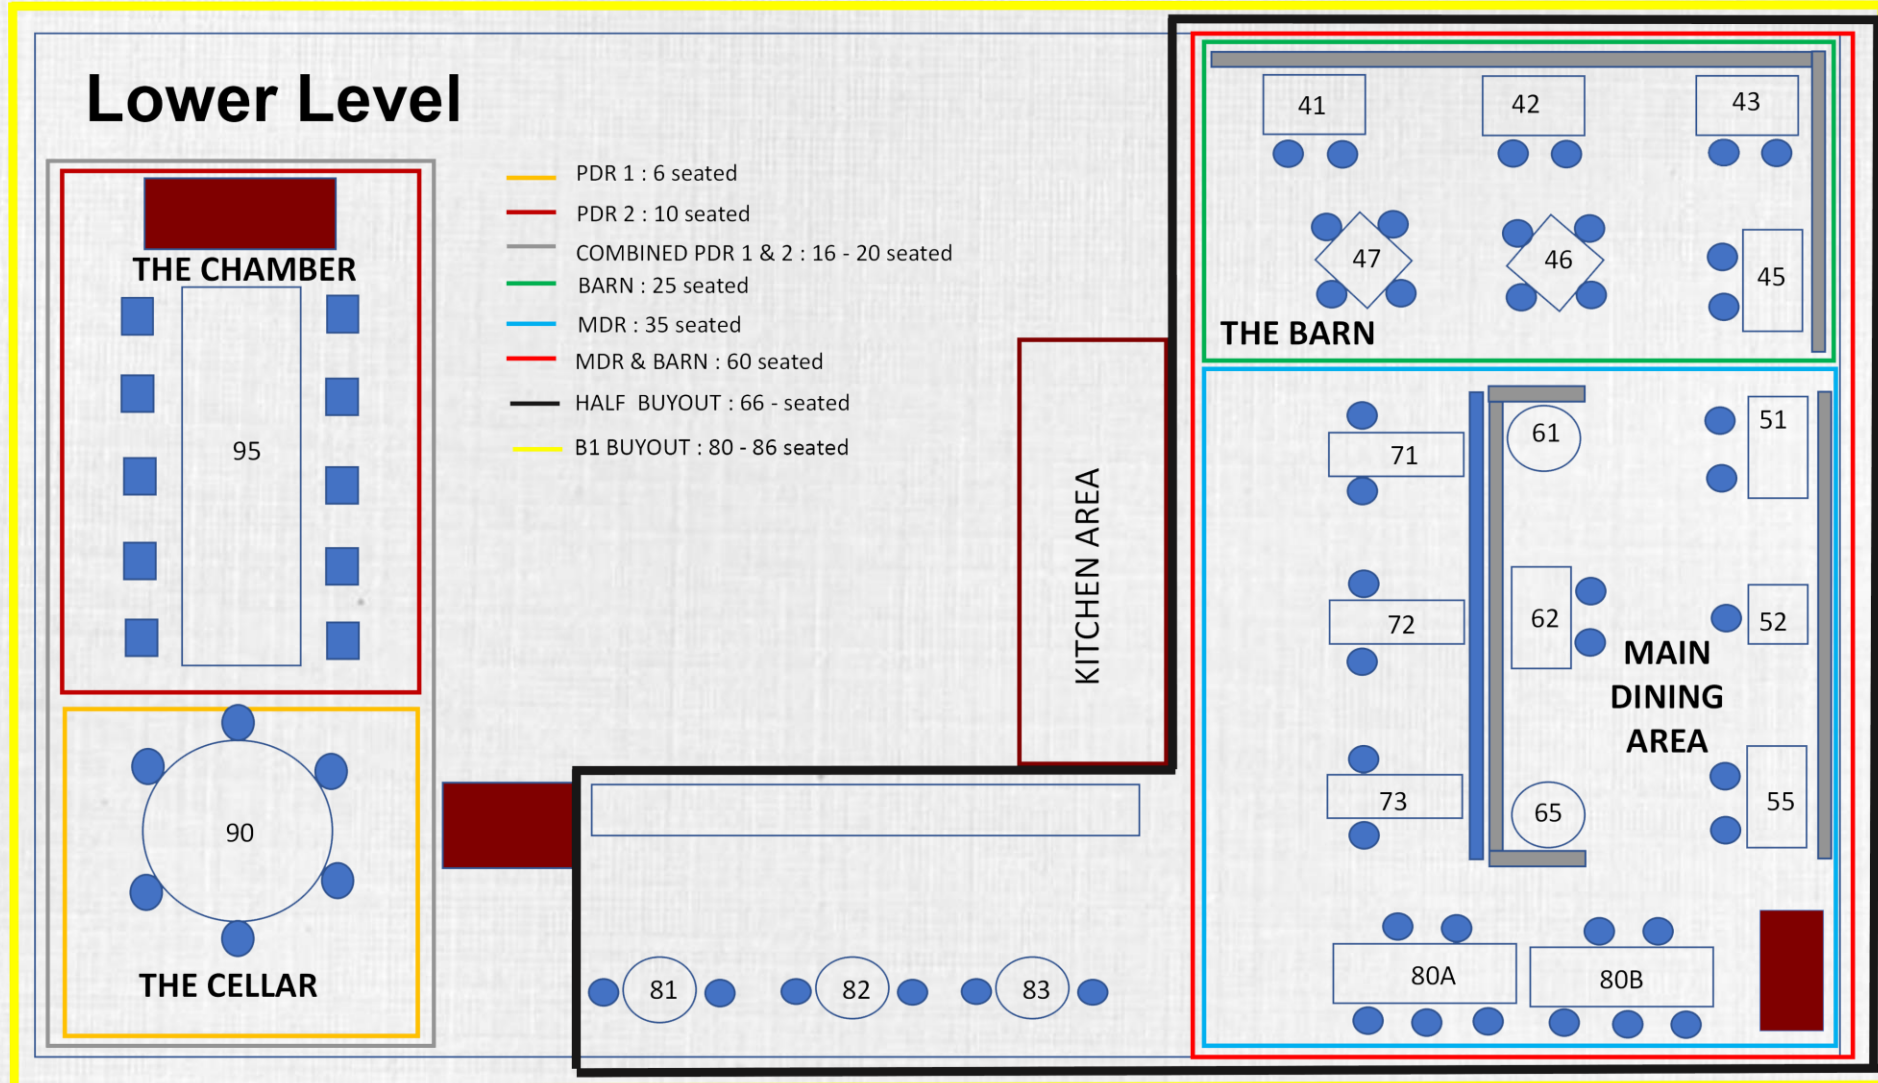 Lower Level
PDR 1 : 6 seated
PDR 2 : 10 seated
COMBINED PDR 1 & 2 : 16 - 20 seated
BARN : 25 seated
MDR : 35 seated
MDR & BARN : 60 seated
HALF BUYOUT : 66 - seated
B1 BUYOUT : 80 - 86 seated
THE CHAMBER
95
90
THE CELLAR
KITCHEN AREA
81
82
83
41
42
43
47
46
45
THE BARN
71
61
51
72
62
52
MAIN
DINING
AREA
73
65
55
80A
80B